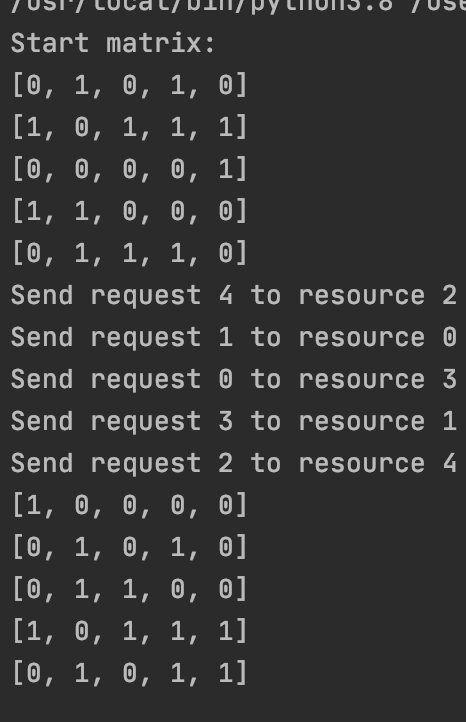 /usr/local/bin/python3.8 /use
Start matrix:
[0, 1, 0, 1, 0]
[1, 0, 1, 1, 1]
[0, 0, 0, 0, 1]
[1, 1, 0, 0, 0]
[0, 1, 1, 1, 0]
Send request 4 to resource 2
Send request 1 to resource 0
Send request 0 to resource 3
Send request 3 to resource 1
Send request 2 to resource 4
[1, 0, 0, 0, 0]
[0, 1, 0, 1, 0]
[0, 1, 1, 0, 0]
[1, 0, 1, 1, 1]
[0, 1, 0, 1, 1]